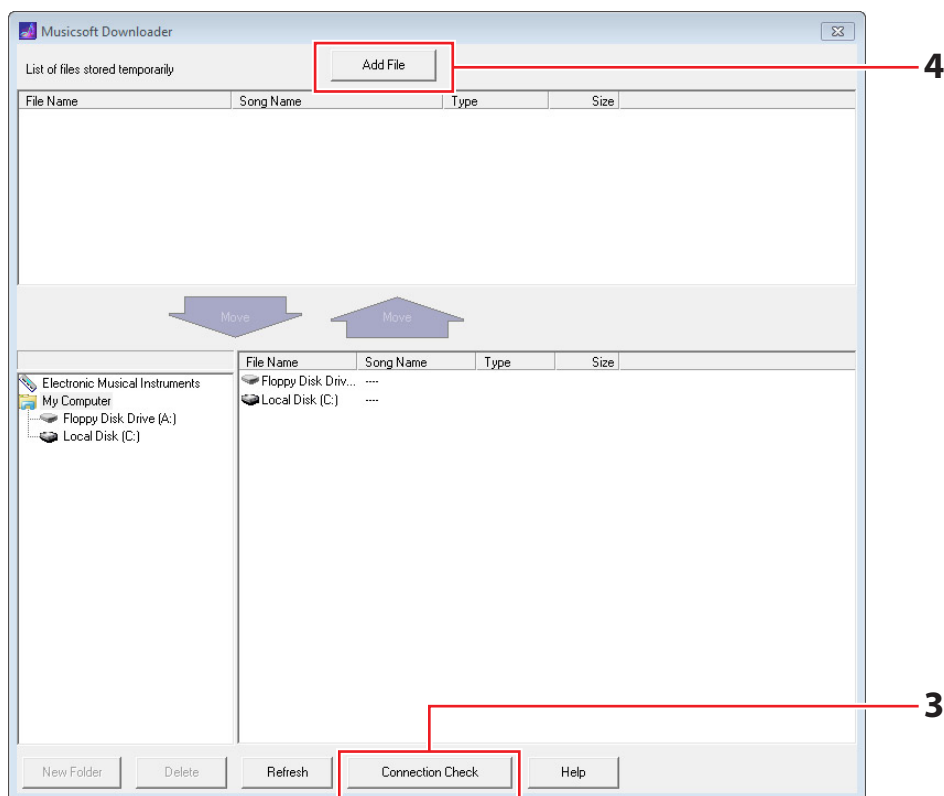 Musicsoft Downloader
List of files stored temporarily
Add File
4
File Name Song Name Type Size
Move Move
File Name Song Name Type Size
Electronic Musical Instruments
My Computer
Floppy Disk Drive (A:)
Local Disk (C:)
Floppy Disk Driv... ----
Local Disk (C:) ----
3
New Folder Delete Refresh Connection Check Help